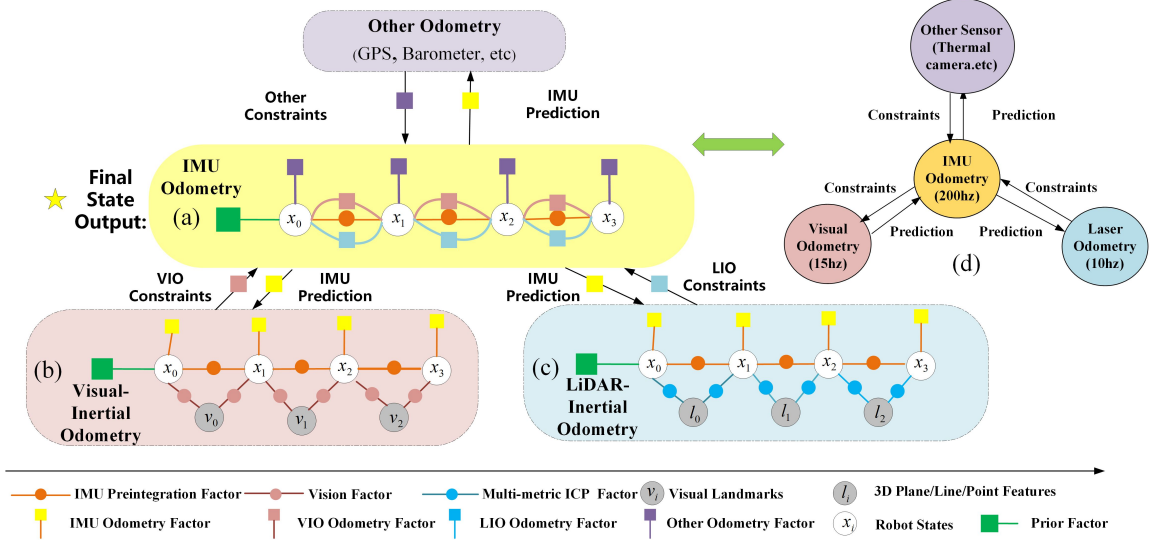 Other Odometry
(GPS, Barometer, etc)
Other
Constraints
IMU
Prediction
Final
State
Output:
IMU
Odometry
(a)
x0
x1
x2
x3
VIO
Constraints
IMU
Prediction
IMU
Prediction
LIO
Constraints
(b)
Visual-
Inertial
Odometry
x0
x1
x2
x3
v0
v1
v2
(c)
LiDAR-
Inertial
Odometry
x0
x1
x2
x3
l0
l1
l2
Other Sensor
(Thermal
camera.etc)
Constraints
Prediction
IMU
Odometry
(200hz)
Constraints
Prediction
Constraints
Prediction
Visual
Odometry
(15hz)
Laser
Odometry
(10hz)
(d)
IMU Preintegration Factor
Vision Factor
Multi-metric ICP Factor
vi
Visual Landmarks
li
3D Plane/Line/Point Features
IMU Odometry Factor
VIO Odometry Factor
LIO Odometry Factor
Other Odometry Factor
xi
Robot States
Prior Factor